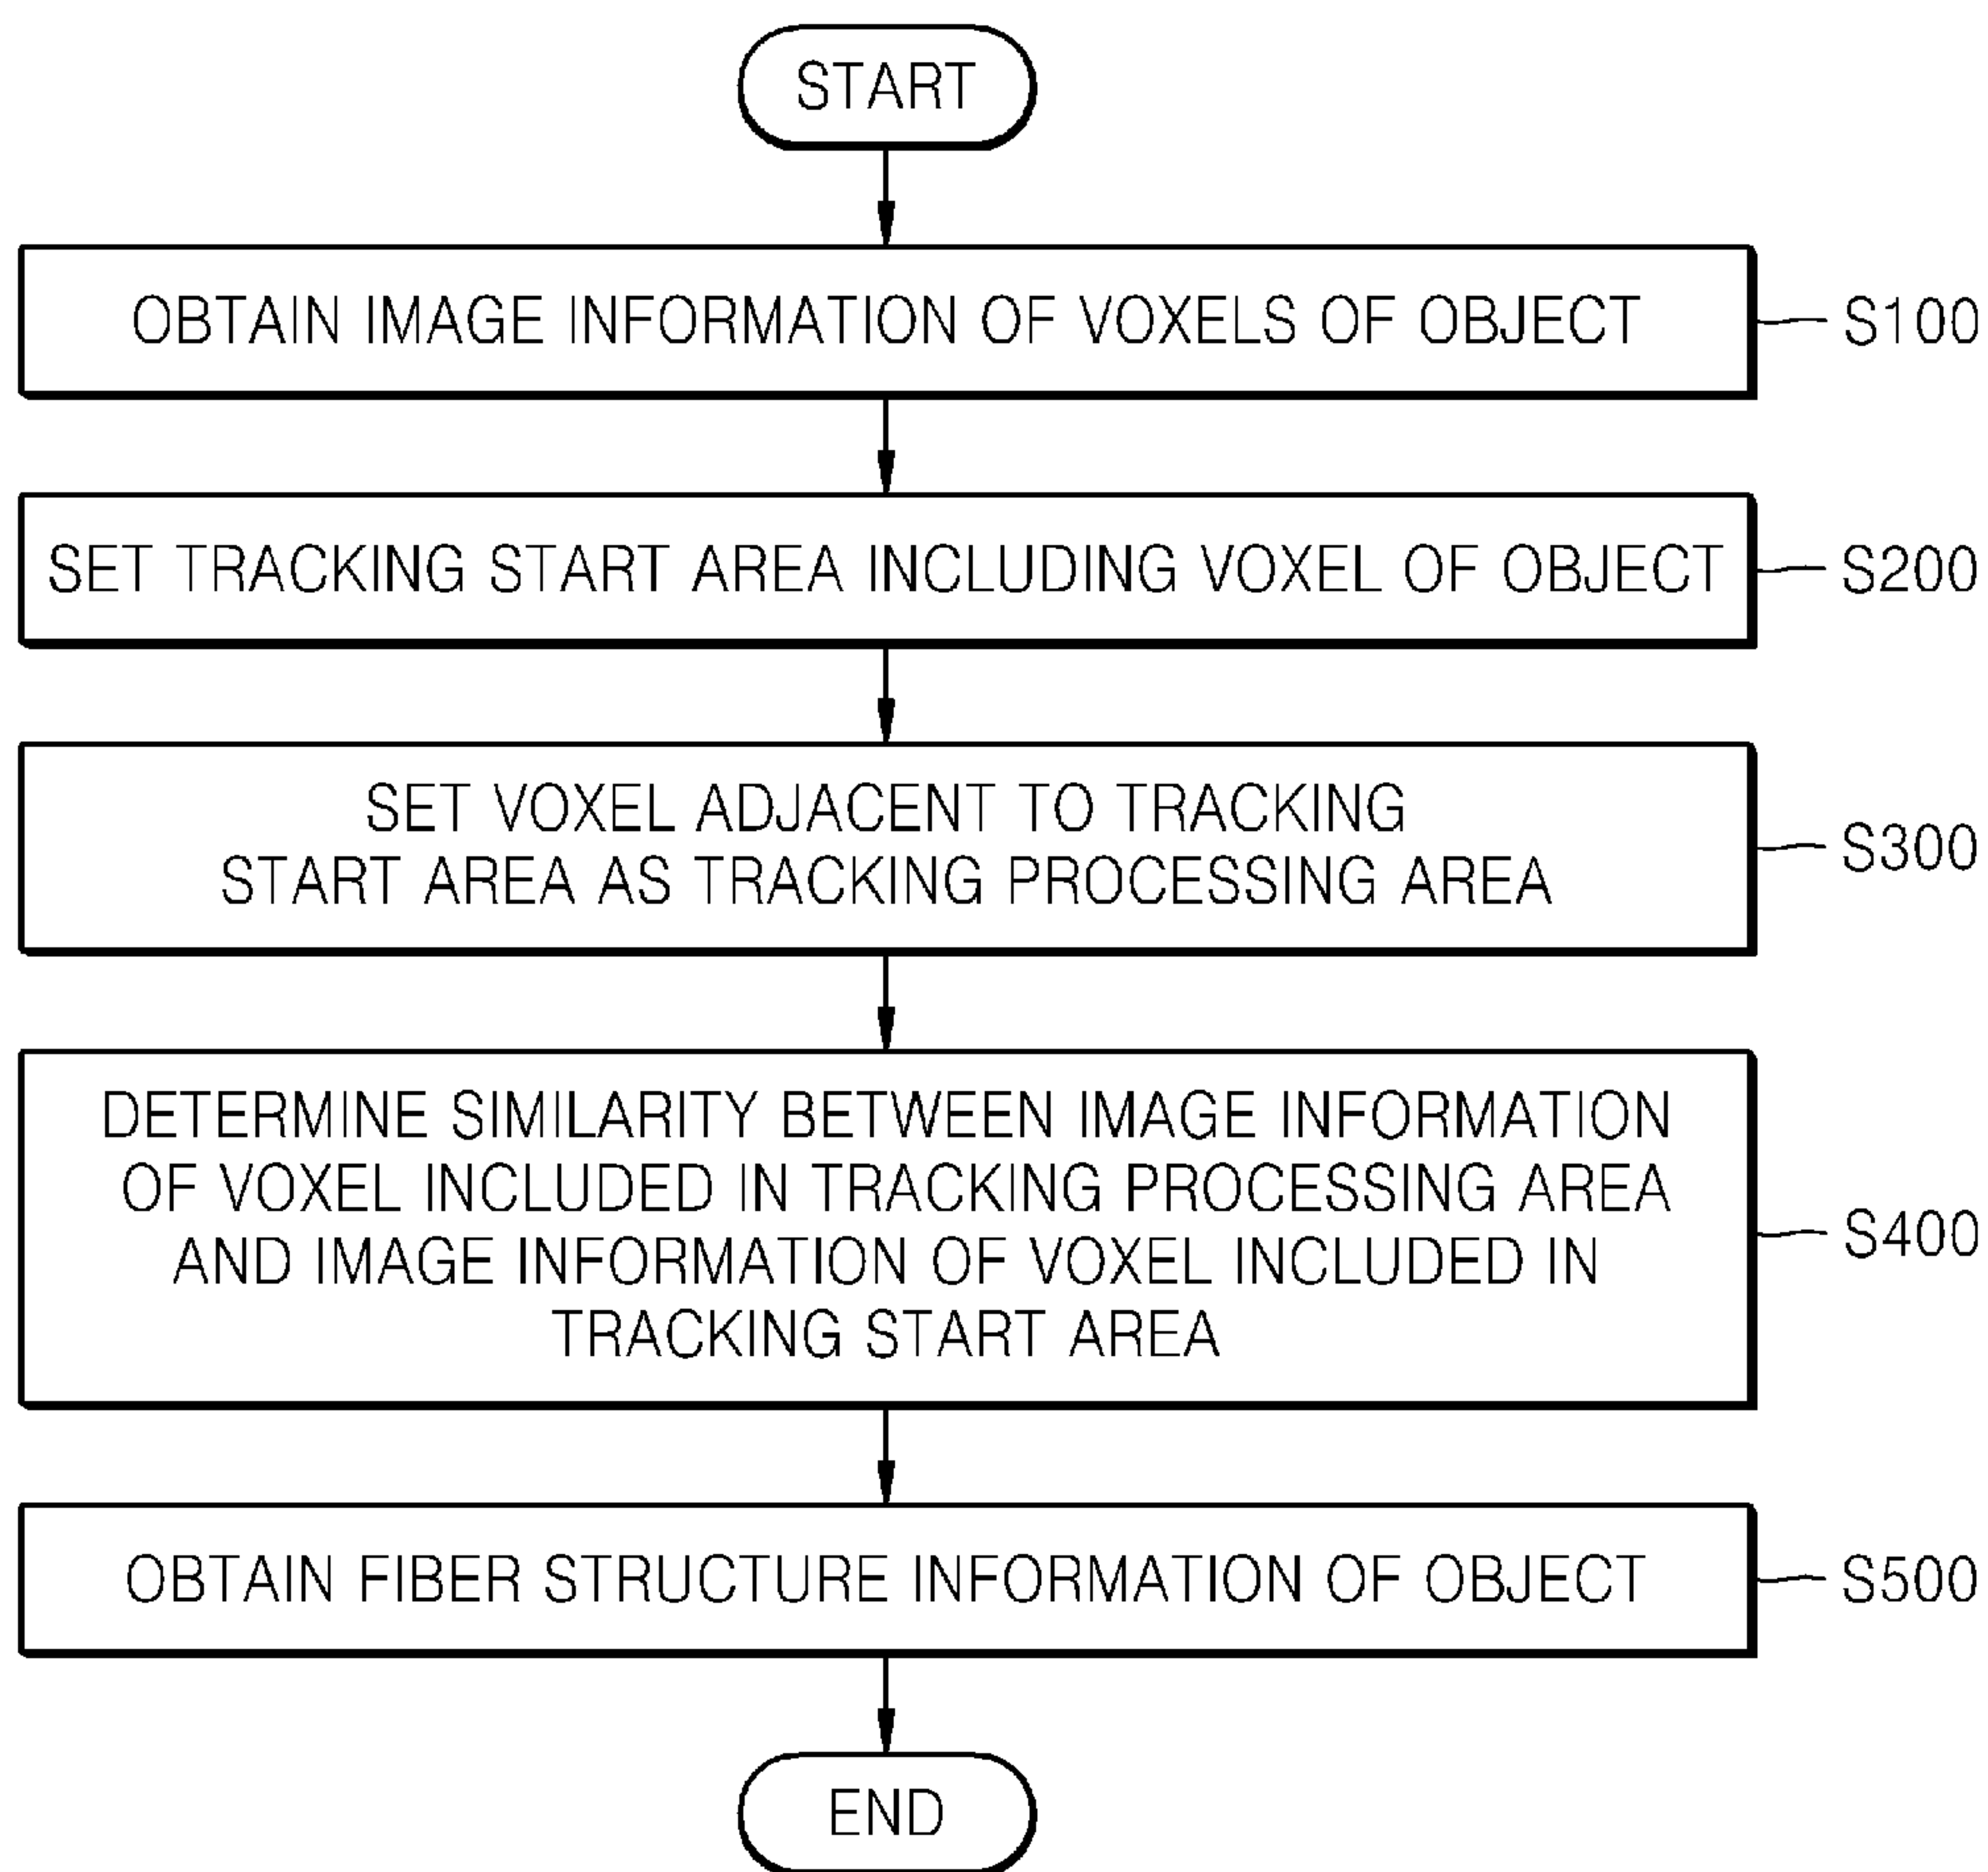 START
OBTAIN IMAGE INFORMATION OF VOXELS OF OBJECT
S100
SET TRACKING START AREA INCLUDING VOXEL OF OBJECT
S200
SET VOXEL ADJACENT TO TRACKING
START AREA AS TRACKING PROCESSING AREA
S300
DETERMINE SIMILARITY BETWEEN IMAGE INFORMATION
OF VOXEL INCLUDED IN TRACKING PROCESSING AREA
AND IMAGE INFORMATION OF VOXEL INCLUDED IN
TRACKING START AREA
S400
OBTAIN FIBER STRUCTURE INFORMATION OF OBJECT
S500
END